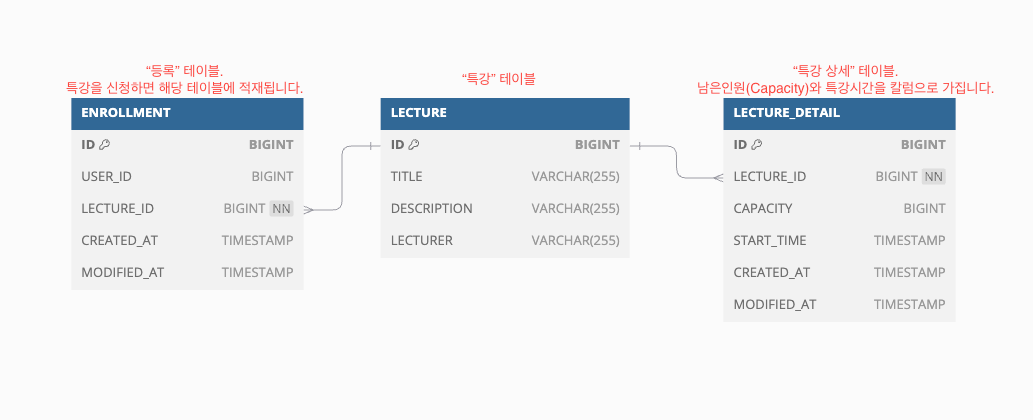 “등록” 테이블.
특강을 신청하면 해당 테이블에 적재됩니다.
ENROLLMENT
ID BIGINT
USER_ID BIGINT
LECTURE_ID BIGINT NN
CREATED_AT TIMESTAMP
MODIFIED_AT TIMESTAMP
“특강” 테이블
LECTURE
ID BIGINT
TITLE VARCHAR(255)
DESCRIPTION VARCHAR(255)
LECTURER VARCHAR(255)
“특강 상세” 테이블.
남은인원(Capacity)와 특강시간을 칼럼으로 가집니다.
LECTURE_DETAIL
ID BIGINT
LECTURE_ID BIGINT NN
CAPACITY BIGINT
START_TIME TIMESTAMP
CREATED_AT TIMESTAMP
MODIFIED_AT TIMESTAMP